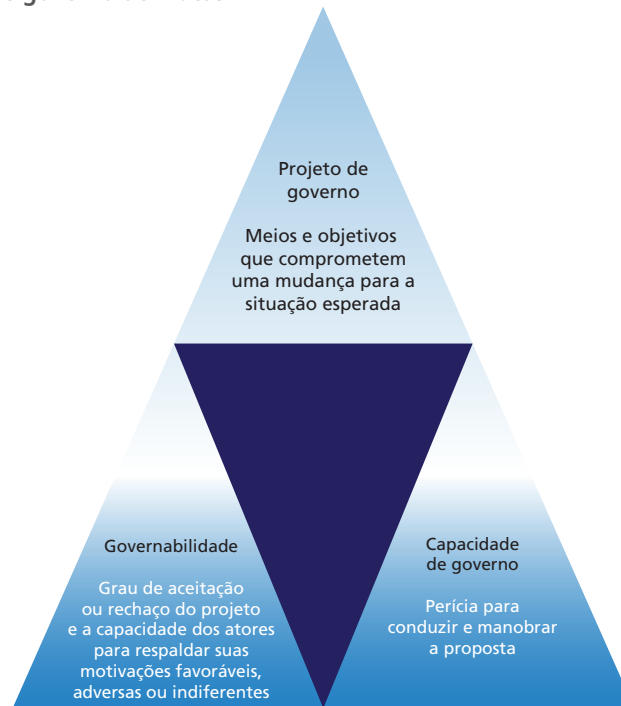 Projeto de
governo
Meios e objetivos
que comprometem
uma mudança para a
situação esperada
Governabilidade
Grau de aceitação
ou rechaço do projeto
e a capacidade dos atores
para respaldar suas
motivações favoráveis,
adversas ou indiferentes
Capacidade
de governo
Perícia para
conduzir e manobrar
a proposta